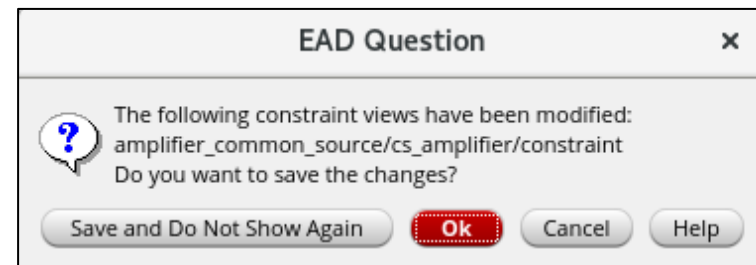 EAD Question
The following constraint views have been modified:
amplifier_common_source/cs_amplifier/constraint
Do you want to save the changes?
Save and Do Not Show Again Ok Cancel Help